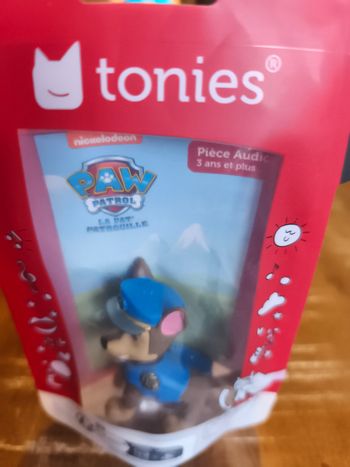 tonies®
nickelodeon
Pièce Audio
3 ans et plus
PAW
PATROL
LA PAT'
PATROUILLE